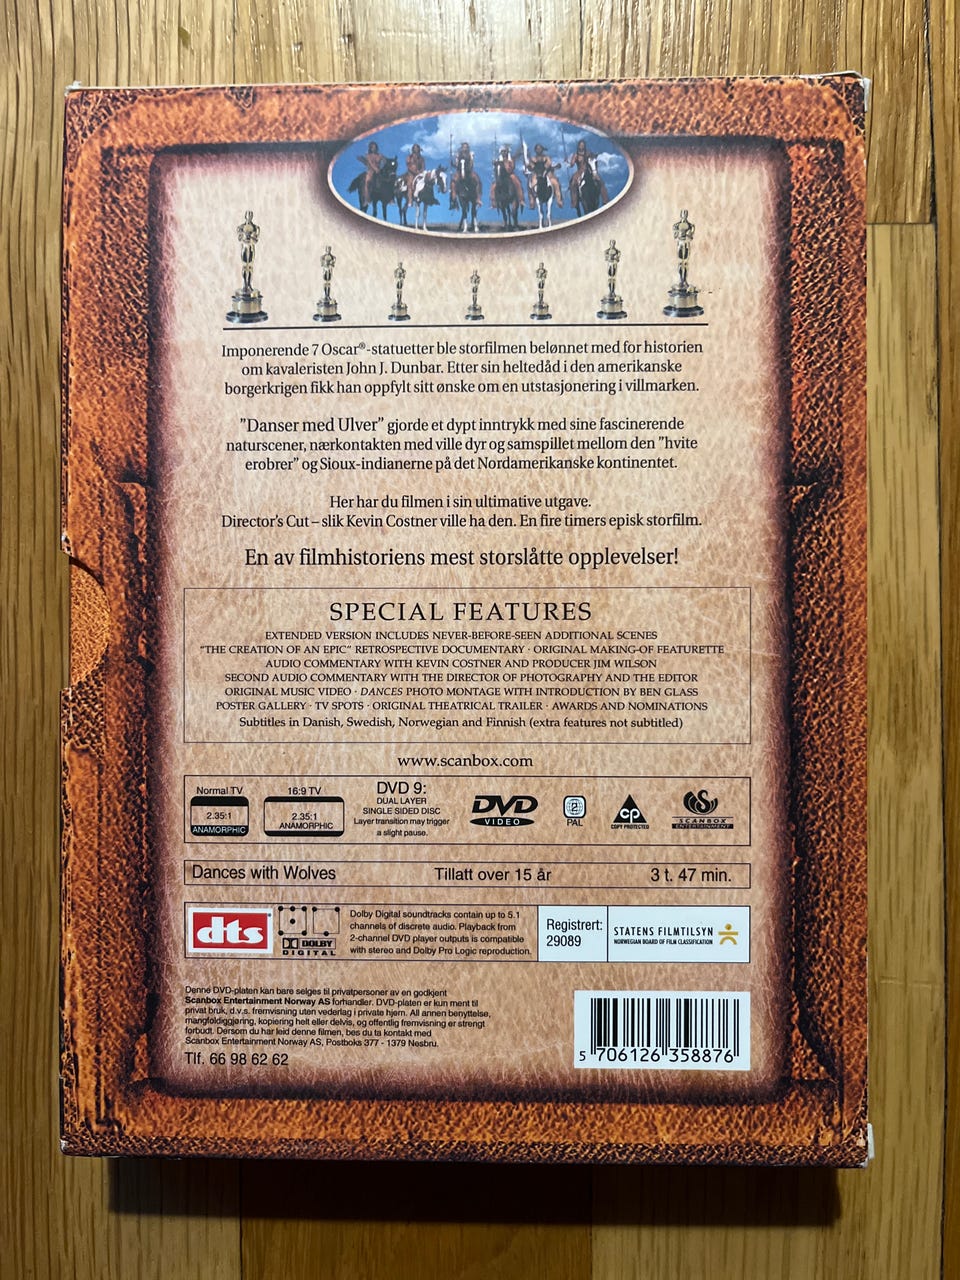 Imponerende 7 Oscar®-statuetter ble storfilmen belønnet med for historien
om kavaleristen John J. Dunbar. Etter sin heltedåd i den amerikanske
borgerkrigen fikk han oppfylt sitt ønske om en utstasjonering i villmarken.
"Danser med Ulver" gjorde et dypt inntrykk med sine fascinerende
naturscener, nærkontakten med ville dyr og samspillet mellom den "hvite
erobrer" og Sioux-indianerne på det Nordamerikanske kontinentet.
Her har du filmen i sin ultimative utgave.
Director's Cut – slik Kevin Costner ville ha den. En fire timers episk storfilm.
En av filmhistoriens mest storslåtte opplevelser!
SPECIAL FEATURES
EXTENDED VERSION INCLUDES NEVER-BEFORE-SEEN ADDITIONAL SCENES
"THE CREATION OF AN EPIC" RETROSPECTIVE DOCUMENTARY · ORIGINAL MAKING-OF FEATURETTE
AUDIO COMMENTARY WITH KEVIN COSTNER AND PRODUCER JIM WILSON
SECOND AUDIO COMMENTARY WITH THE DIRECTOR OF PHOTOGRAPHY AND THE EDITOR
ORIGINAL MUSIC VIDEO · DANCES PHOTO MONTAGE WITH INTRODUCTION BY BEN GLASS
POSTER GALLERY · TV SPOTS · ORIGINAL THEATRICAL TRAILER · AWARDS AND NOMINATIONS
Subtitles in Danish, Swedish, Norwegian and Finnish (extra features not subtitled)
www.scanbox.com
Normal TV
2.35:1
ANAMORPHIC
16:9 TV
2.35:1
ANAMORPHIC
DVD 9:
DUAL LAYER
SINGLE SIDED DISC
Layer transition may trigger
a slight pause.
DVD
VIDEO
2
PAL
cp
COPY PROTECTED
SCANBOX
ENTERTAINMENT
Dances with Wolves Tillatt over 15 år 3 t. 47 min.
dts
DOLBY
DIGITAL
Dolby Digital soundtracks contain up to 5.1
channels of discrete audio. Playback from
2-channel DVD player outputs is compatible
with stereo and Dolby Pro Logic reproduction.
Registrert:
29089
STATENS FILMTILSYN
NORWEGIAN BOARD OF FILM CLASSIFICATION
Denne DVD-platen kan bare selges til privatpersoner av en godkjent
Scanbox Entertainment Norway AS forhandler. DVD-platen er kun ment til
privat bruk, d.v.s. fremvisning uten vederlag i private hjem. All annen benyttelse,
mangfoldiggjøring, kopiering helt eller delvis, og offentlig fremvisning er strengt
forbudt. Dersom du har leid denne filmen, bes du ta kontakt med
Scanbox Entertainment Norway AS, Postboks 377 - 1379 Nesbru.
Tlf. 66 98 62 62
5 706126 358876